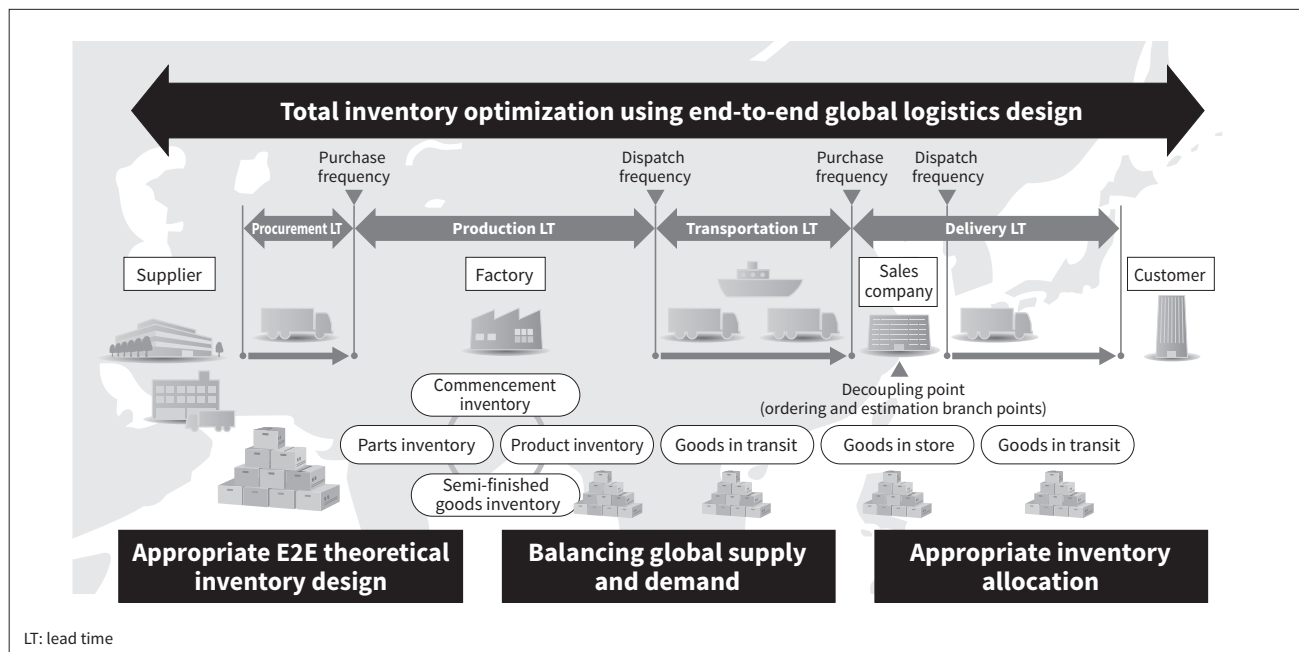 Total inventory optimization using end-to-end global logistics design
Purchase
frequency
Dispatch
frequency
Purchase
frequency
Dispatch
frequency
Procurement LT
Production LT
Transportation LT
Delivery LT
Supplier
Factory
Sales
company
Customer
Decoupling point
(ordering and estimation branch points)
Commencement
inventory
Parts inventory
Product inventory
Goods in transit
Goods in store
Goods in transit
Semi-finished
goods inventory
Appropriate E2E theoretical
inventory design
Balancing global supply
and demand
Appropriate inventory
allocation
LT: lead time